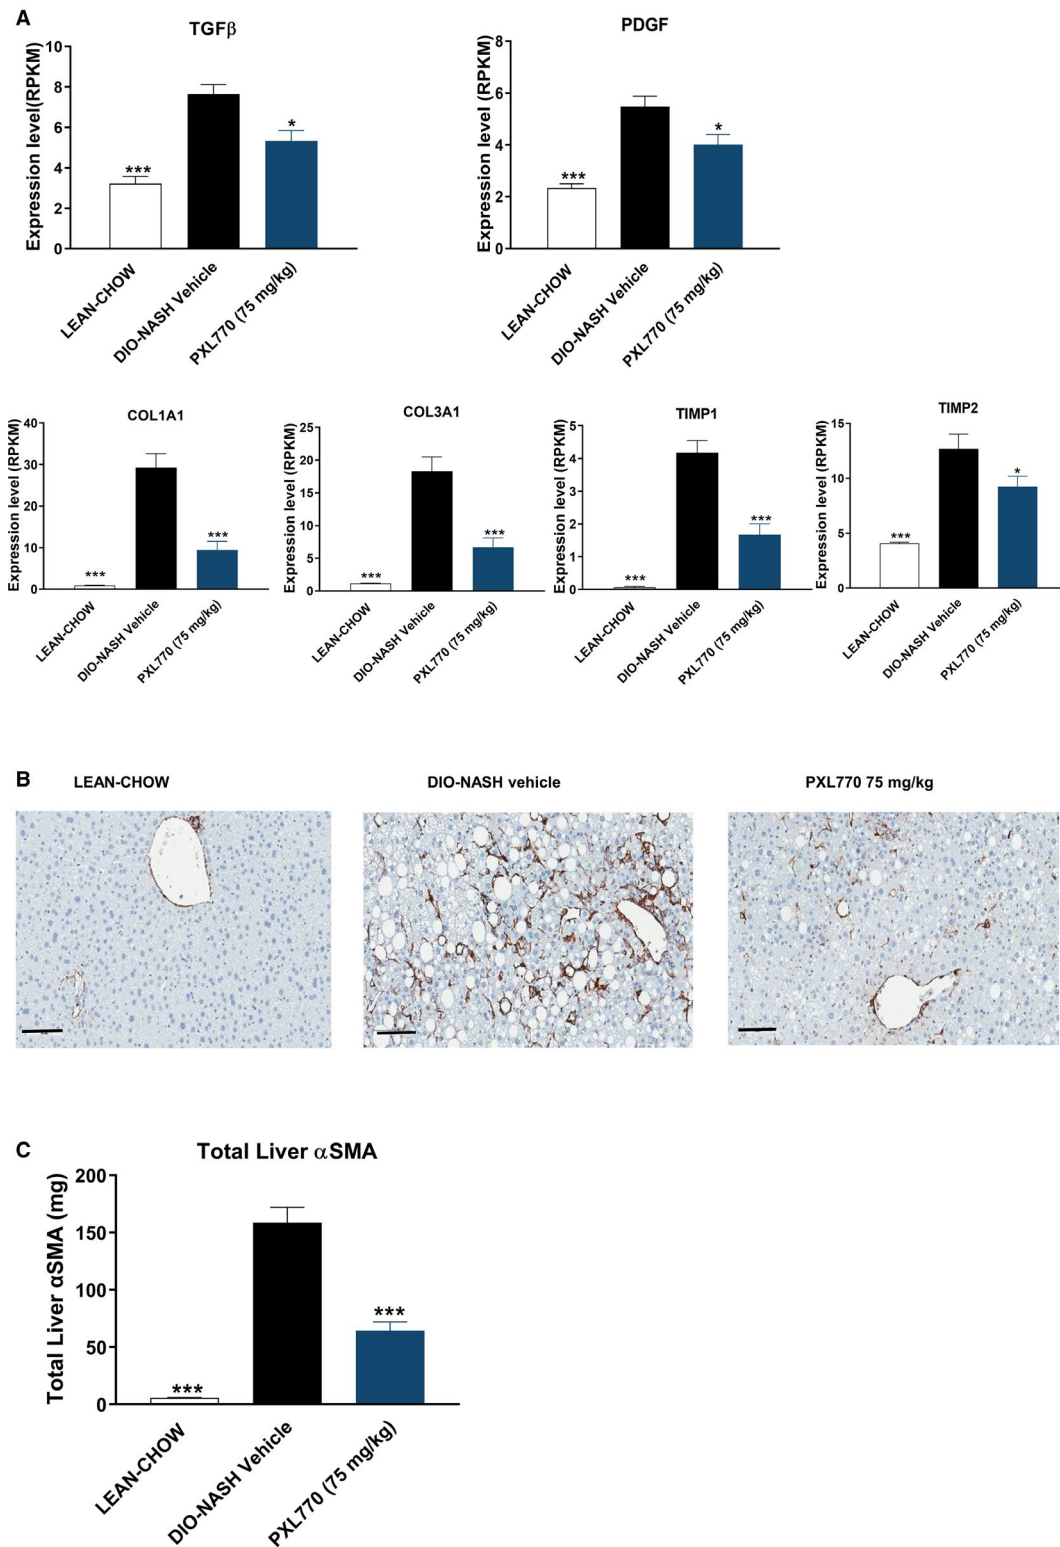 A
TGFβ
Expression level(RPKM)
10
8
6
4
2
0
***
*
LEAN-CHOW
DIO-NASH Vehicle
PXL770 (75 mg/kg)
PDGF
Expression level (RPKM)
8
6
4
2
0
***
*
LEAN-CHOW
DIO-NASH Vehicle
PXL770 (75 mg/kg)
COL1A1
Expression level (RPKM)
40
30
20
10
0
***
***
LEAN-CHOW
DIO-NASH Vehicle
PXL770 (75 mg/kg)
COL3A1
Expression level (RPKM)
25
20
15
10
5
0
***
***
LEAN-CHOW
DIO-NASH Vehicle
PXL770 (75 mg/kg)
TIMP1
Expression level (RPKM)
5
4
3
2
1
0
***
***
LEAN-CHOW
DIO-NASH Vehicle
PXL770 (75 mg/kg)
TIMP2
Expression level (RPKM)
15
10
5
0
***
*
LEAN-CHOW
DIO-NASH Vehicle
PXL770 (75 mg/kg)
B
LEAN-CHOW
DIO-NASH vehicle
PXL770 75 mg/kg
C
Total Liver αSMA
Total Liver αSMA (mg)
200
150
100
50
0
***
***
LEAN-CHOW
DIO-NASH Vehicle
PXL770 (75 mg/kg)